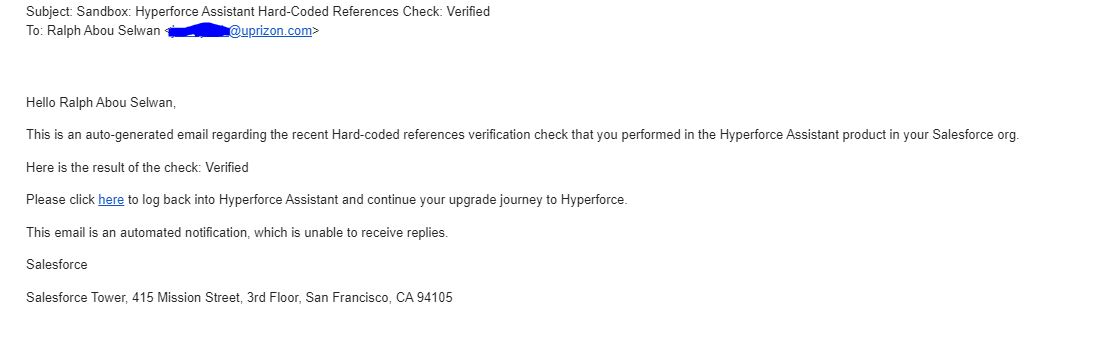 Subject: Sandbox: Hyperforce Assistant Hard-Coded References Check: Verified
To: Ralph Abou Selwan < @uprizon.com>
Hello Ralph Abou Selwan,
This is an auto-generated email regarding the recent Hard-coded references verification check that you performed in the Hyperforce Assistant product in your Salesforce org.
Here is the result of the check: Verified
Please click here to log back into Hyperforce Assistant and continue your upgrade journey to Hyperforce.
This email is an automated notification, which is unable to receive replies.
Salesforce
Salesforce Tower, 415 Mission Street, 3rd Floor, San Francisco, CA 94105